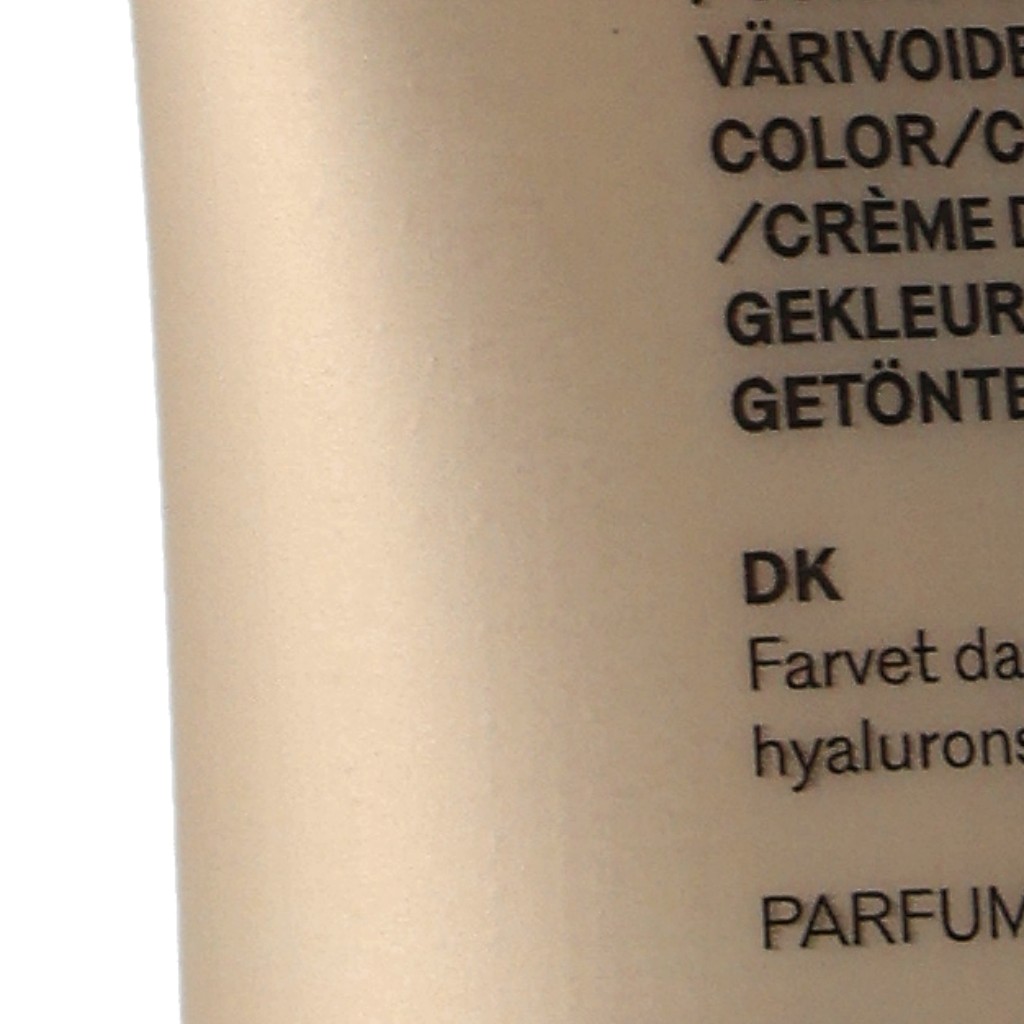 VÄRIVOIDE
COLOR/C
/CRÈME D
GEKLEUR
GETÖNTE
DK
Farvet da
hyalurons
PARFUM